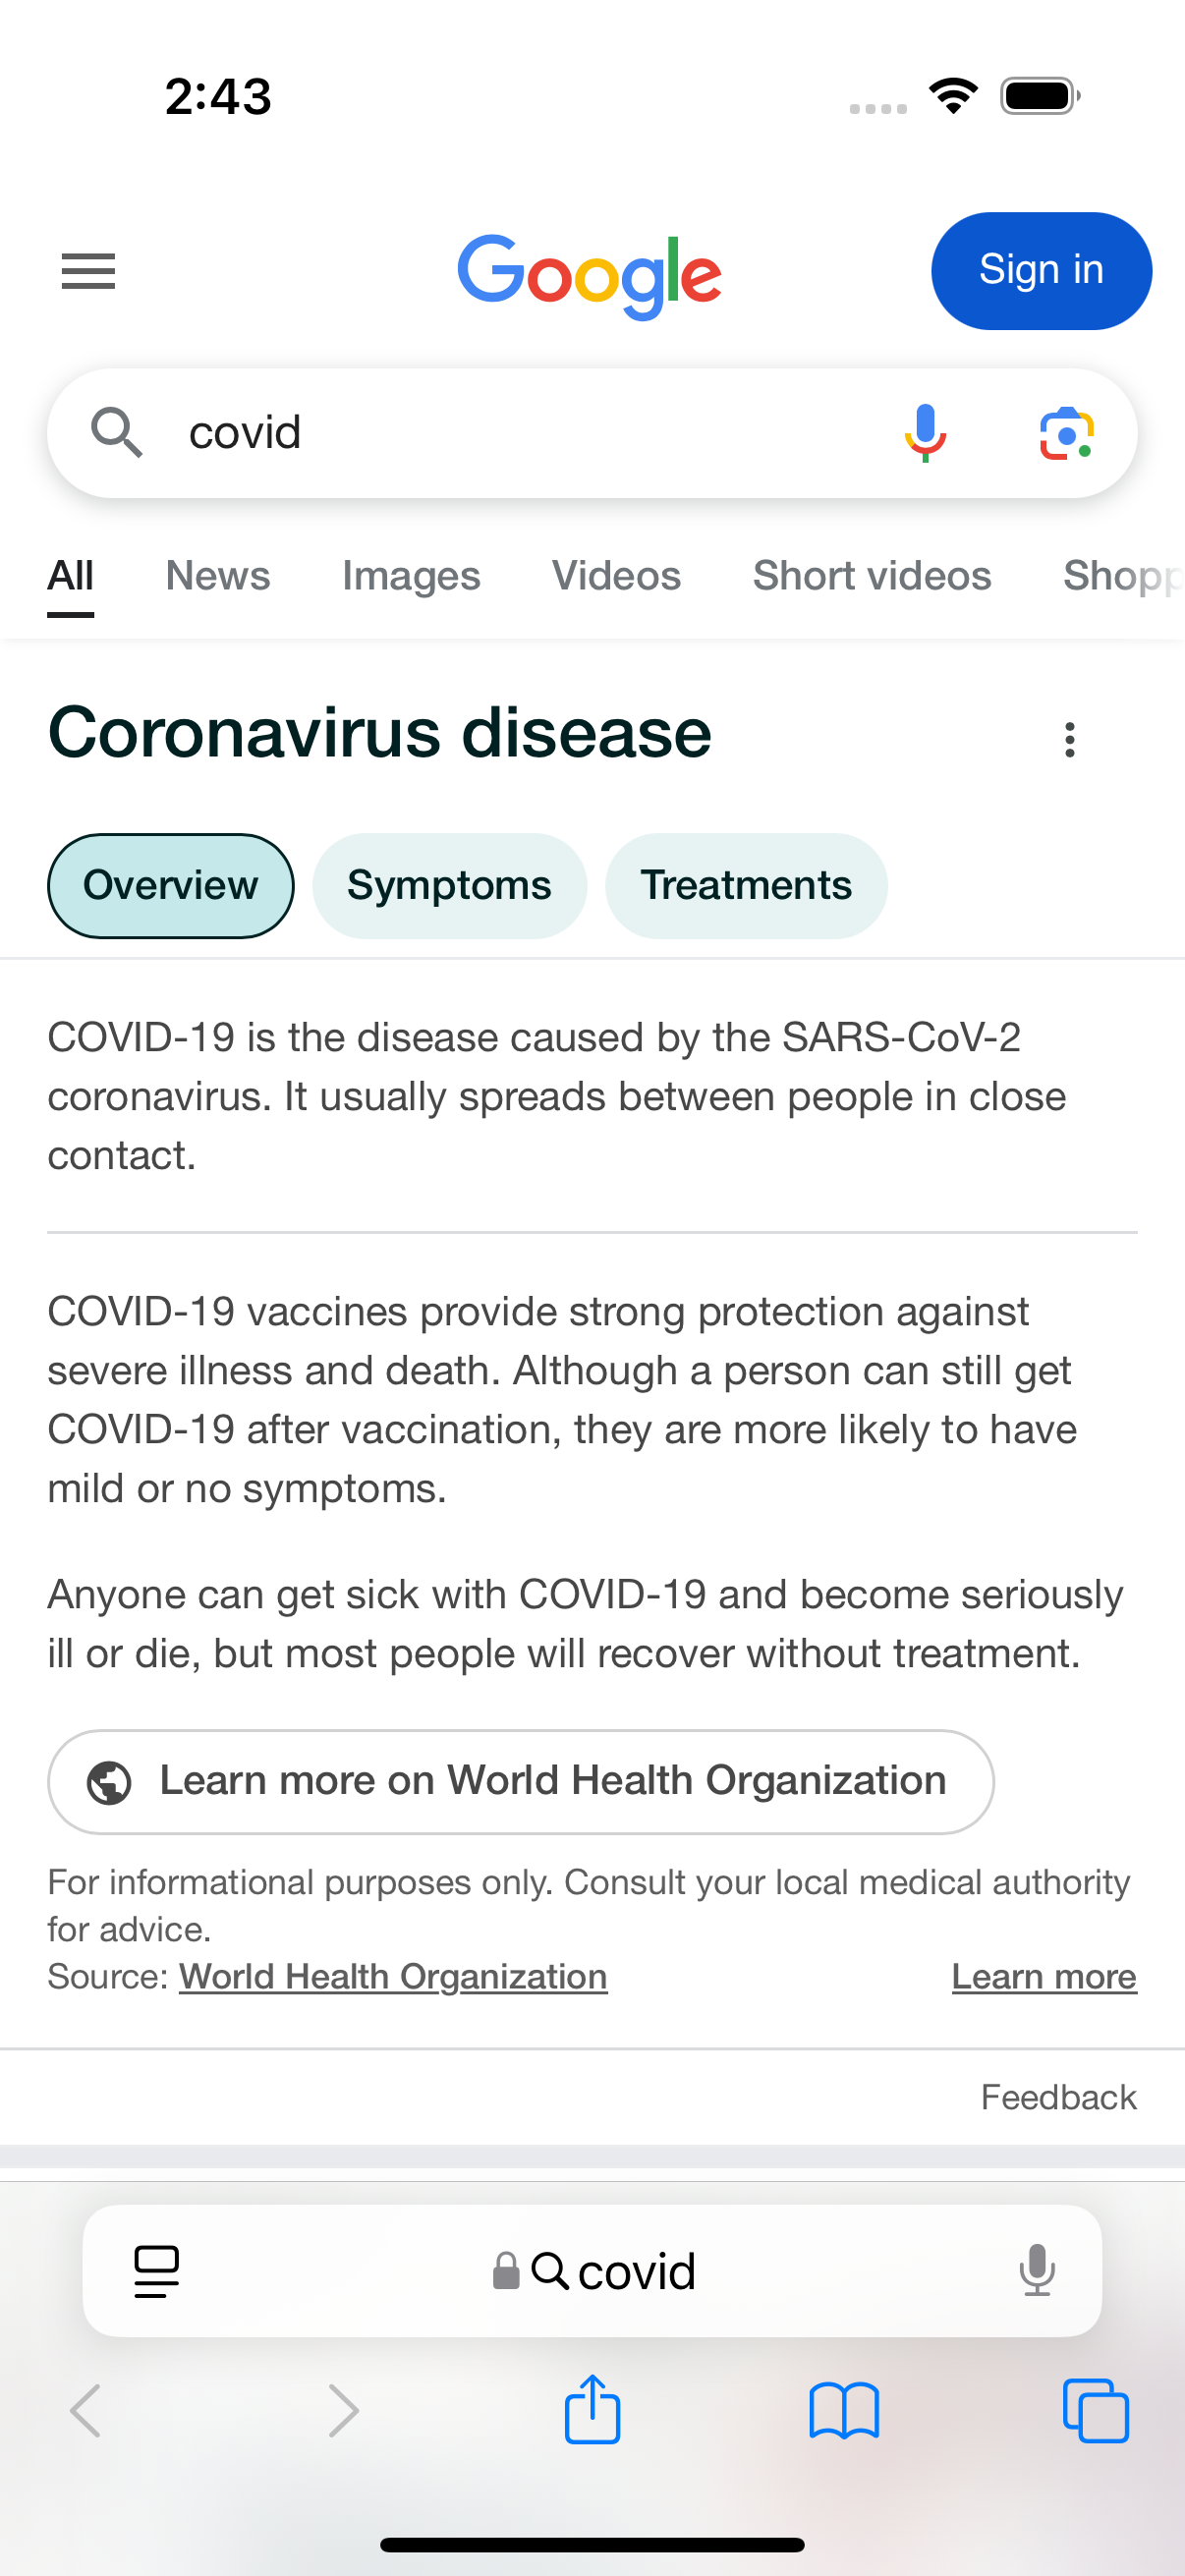 2:43
Google
Sign in
covid
All News Images Videos Short videos Shopp
Coronavirus disease
Overview Symptoms Treatments
COVID-19 is the disease caused by the SARS-CoV-2
coronavirus. It usually spreads between people in close
contact.
COVID-19 vaccines provide strong protection against
severe illness and death. Although a person can still get
COVID-19 after vaccination, they are more likely to have
mild or no symptoms.
Anyone can get sick with COVID-19 and become seriously
ill or die, but most people will recover without treatment.
Learn more on World Health Organization
For informational purposes only. Consult your local medical authority
for advice.
Source: World Health Organization Learn more
Feedback
covid